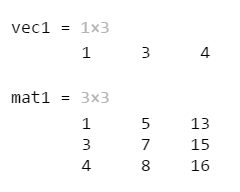 vec1 = 1×3
1 3 4
mat1 = 3×3
1 5 13
3 7 15
4 8 16